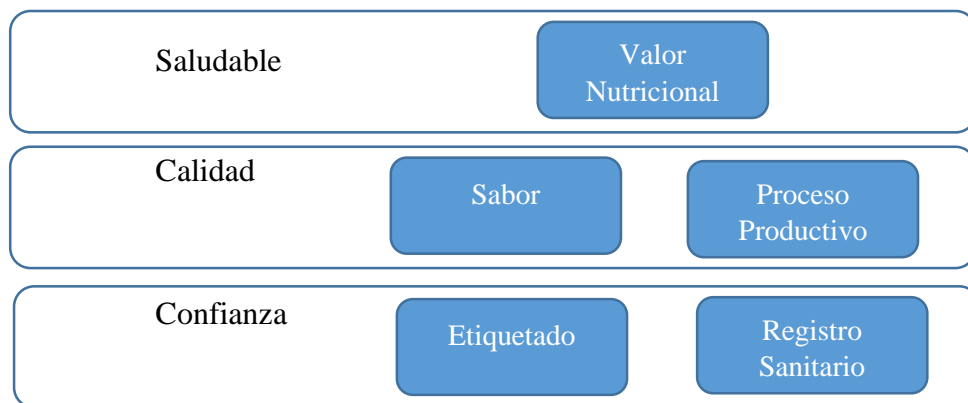 Saludable
Valor
Nutricional
Calidad
Sabor
Proceso
Productivo
Confianza
Etiquetado
Registro
Sanitario